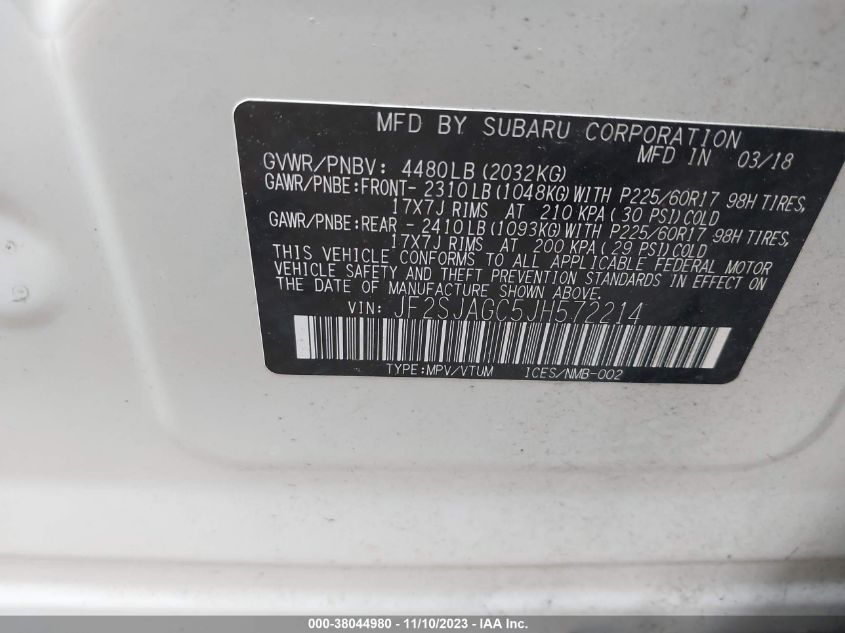 MFD BY SUBARU CORPORATION
MFD IN 03/18
GVWR/PNBV: 4480LB(2032KG)
GAWR/PNBE:FRONT- 2310LB(1048KG)WITH P225/60R17 98H TIRES,
17X7J RIMS AT 210 KPA( 30 PSI)COLD
GAWR/PNBE:REAR - 2410LB(1093KG)WITH P225/60R17 98H TIRES,
17X7J RIMS AT 200 KPA( 29 PSI)COLD
THIS VEHICLE CONFORMS TO ALL APPLICABLE FEDERAL MOTOR
VEHICLE SAFETY AND THEFT PREVENTION STANDARDS IN EFFECT ON
THE DATE OF MANUFACTURE SHOWN ABOVE.
VIN: JF2SJAGC5JH572214
TYPE:MPV/VTUM ICES/NMB-002
000-38044980 - 11/10/2023 - IAA Inc.